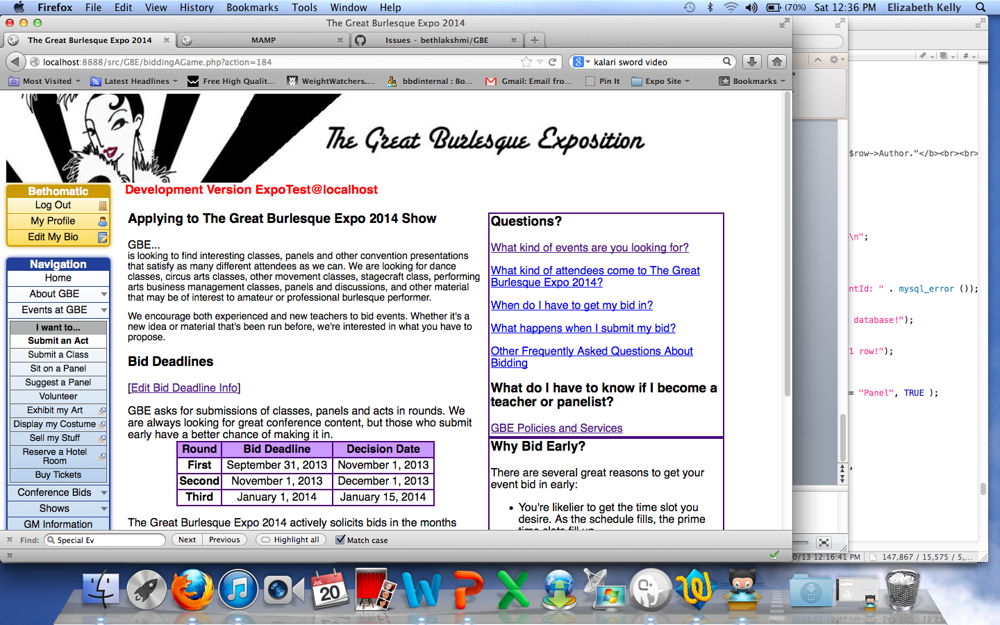 Firefox File Edit View History Bookmarks Tools Window Help (70%) Sat 12:36 PM Elizabeth Kelly
The Great Burlesque Expo 2014
The Great Burlesque Expo 2014 MAMP Issues · bethlakshmi/GBE
localhost:8888/src/GBE/biddingAGame.php?action=184 kalari sword video
Most Visited Latest Headlines Free High Qualit... WeightWatchers.... bbdinternal : Bo... Gmail: Email fro... Pin It Expo Site Bookmarks
The Great Burlesque Exposition
Bethomatic
Log Out
My Profile
Edit My Bio
Navigation
Home
About GBE
Events at GBE
I want to...
Submit an Act
Submit a Class
Sit on a Panel
Suggest a Panel
Volunteer
Exhibit my Art
Display my Costume
Sell my Stuff
Reserve a Hotel
Room
Buy Tickets
Conference Bids
Shows
GM Information
Development Version ExpoTest@localhost
Applying to The Great Burlesque Expo 2014 Show
GBE...
is looking to find interesting classes, panels and other convention presentations
that satisfy as many different attendees as we can. We are looking for dance
classes, circus arts classes, other movement classes, stagecraft class, performing
arts business management classes, panels and discussions, and other material
that may be of interest to amateur or professional burlesque performer.
We encourage both experienced and new teachers to bid events. Whether it's a
new idea or material that's been run before, we're interested in what you have to
propose.
Bid Deadlines
[Edit Bid Deadline Info]
GBE asks for submissions of classes, panels and acts in rounds. We
are always looking for great conference content, but those who submit
early have a better chance of making it in.
Round Bid Deadline Decision Date
First September 31, 2013 November 1, 2013
Second November 1, 2013 December 1, 2013
Third January 1, 2014 January 15, 2014
The Great Burlesque Expo 2014 actively solicits bids in the months
Questions?
What kind of events are you looking for?
What kind of attendees come to The Great
Burlesque Expo 2014?
When do I have to get my bid in?
What happens when I submit my bid?
Other Frequently Asked Questions About
Bidding
What do I have to know if I become a
teacher or panelist?
GBE Policies and Services
Why Bid Early?
There are several great reasons to get your
event bid in early:
• You're likelier to get the time slot you
desire. As the schedule fills, the prime
time slots fill up
Find: Special Ev Next Previous Highlight all Match case
$row->Author."</b><br><br>
\n";
ntId: " . mysql_error ());
database!");
1 row!");
= "Panel", TRUE );
0/13 12:16:41 PM 147,867 / 15,575 / 5,...
JUL 20